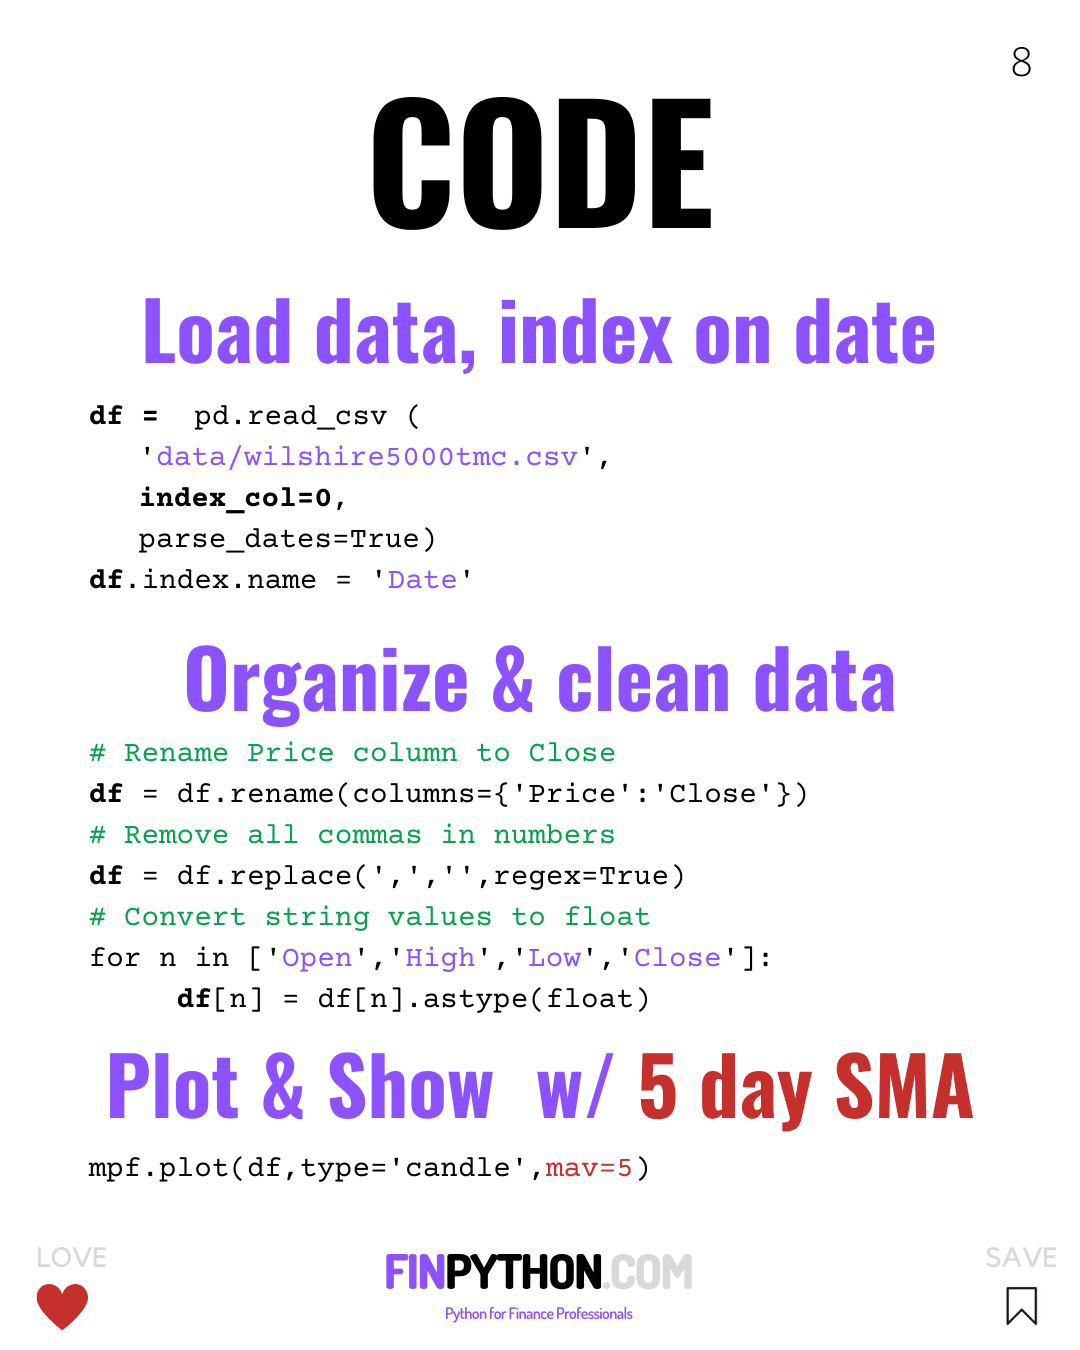 8
CODE
Load data, index on date
df =  pd.read_csv (
'data/wilshire5000tmc.csv',
index_col=0,
parse_dates=True)
df.index.name = 'Date'
Organize & clean data
# Rename Price column to Close
df = df.rename(columns={'Price':'Close'})
# Remove all commas in numbers
df = df.replace(',','',regex=True)
# Convert string values to float
for n in ['Open','High','Low','Close']:
     df[n] = df[n].astype(float)
Plot & Show  w/ 5 day SMA
mpf.plot(df,type='candle',mav=5)
LOVE
FINPYTHON.COM
Python for Finance Professionals
SAVE